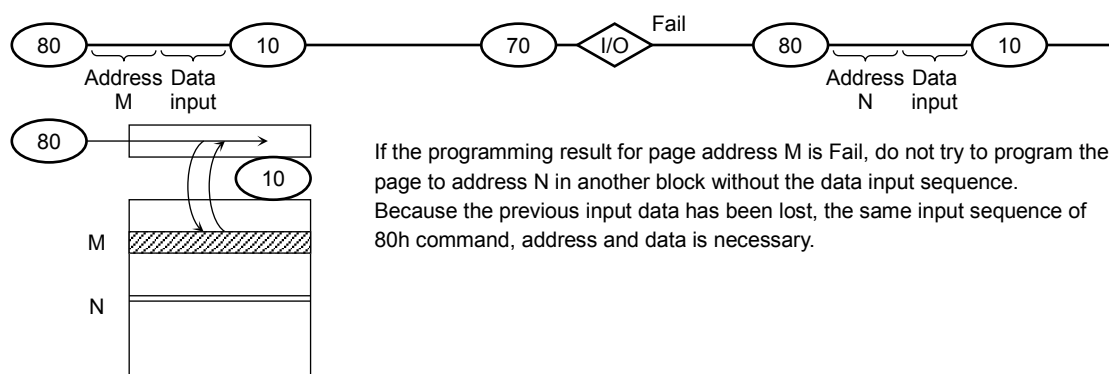 Fail
80 10 70 I/O 80 10
Address Data Address Data
M input N input
80
If the programming result for page address M is Fail, do not try to program the
page to address N in another block without the data input sequence.
10
Because the previous input data has been lost, the same input sequence of
80h command, address and data is necessary.
M
N